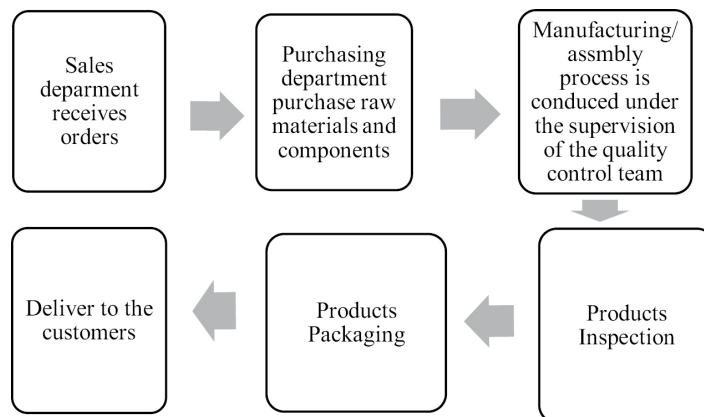 Sales
deparment
receives
orders
Purchasing
department
purchase raw
materials and
components
Manufacturing/
assmbly
process is
conduced under
the supervision
of the quality
control team
Products
Inspection
Products
Packaging
Deliver to the
customers